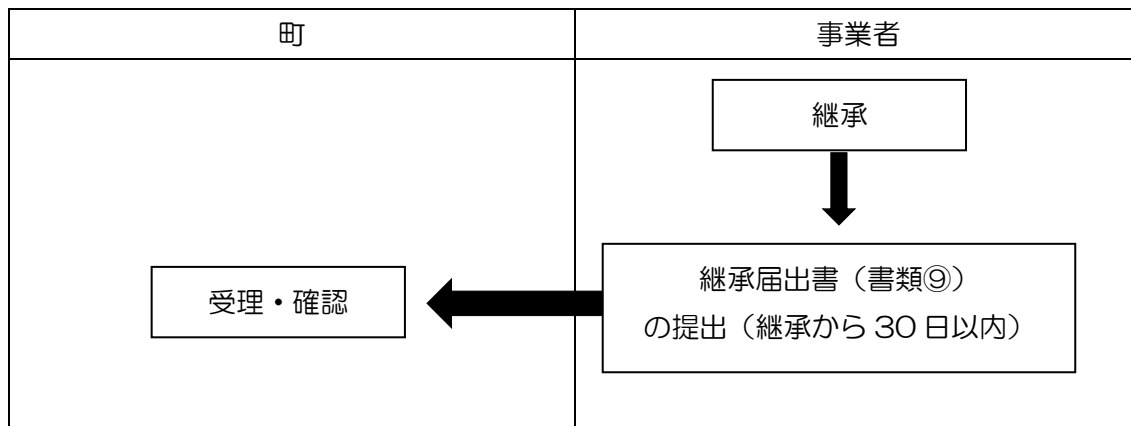 町
事業者
継承
継承届出書（書類⑨）
の提出（継承から 30 日以内）
受理・確認